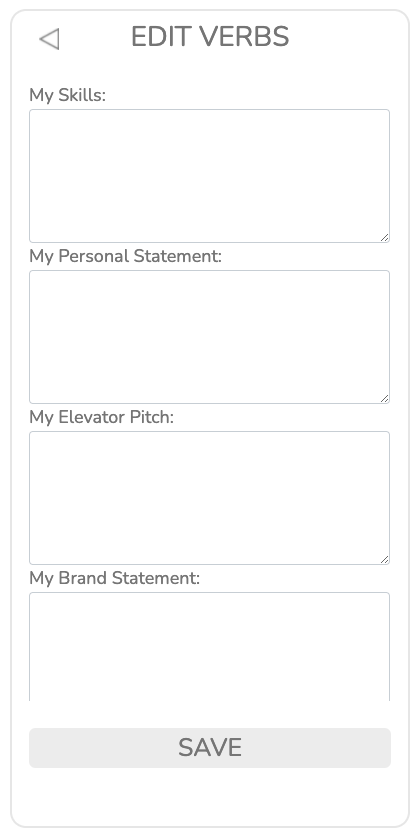 EDIT VERBS
My Skills:
My Personal Statement:
My Elevator Pitch:
My Brand Statement:
SAVE